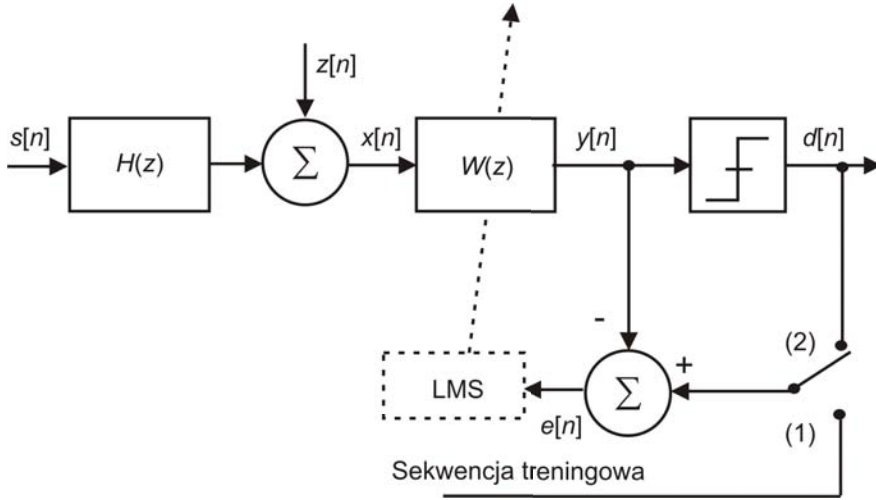 z[n]
s[n]
H(z)
Σ
x[n]
W(z)
y[n]
d[n]
-
+
(2)
LMS
Σ
e[n]
(1)
Sekwencja treningowa